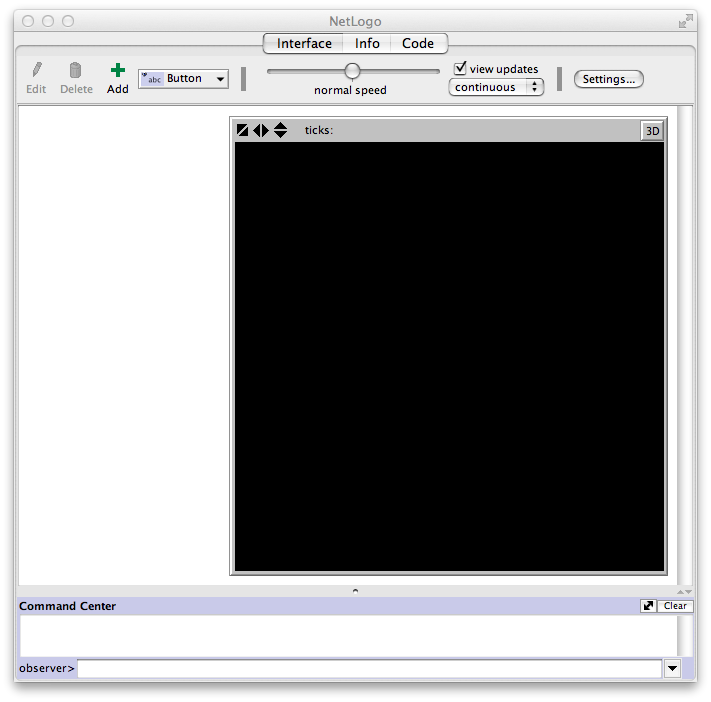 NetLogo
Interface Info Code
Edit Delete Add abc Button normal speed view updates continuous Settings...
ticks: 3D
Command Center Clear
observer>